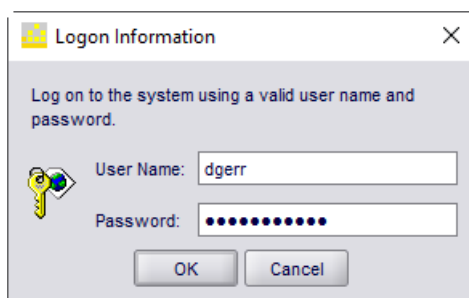 Logon Information
Log on to the system using a valid user name and
password.
User Name: dgerr
Password: ●●●●●●●●●●●
OK Cancel